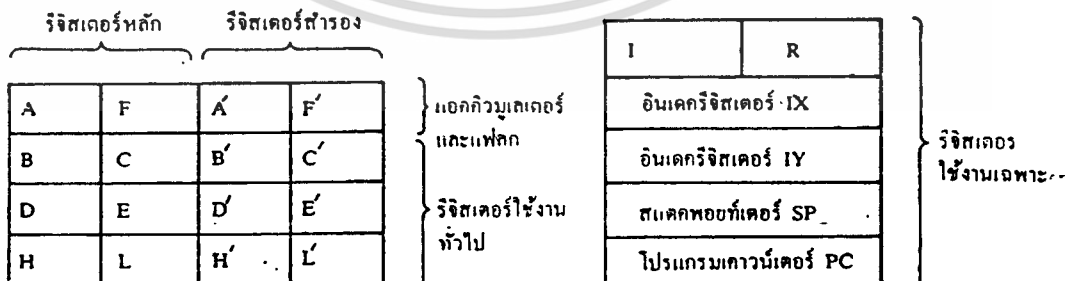 รีจิสเตอร์หลัก รีจิสเตอร์สำรอง
A F A′ F′
B C B′ C′
D E D′ E′
H L H′ L′
แอกคิวมูเลเตอร์
และแฟลก
รีจิสเตอร์ใช้งาน
ทั่วไป
I R
อินเดกรีจิสเตอร์ IX
อินเดกรีจิสเตอร์ IY
สแตคพอยท์เตอร์ SP
โปรแกรมเคาวน์เตอร์ PC
รีจิสเตอร
ใช้งานเฉพาะ